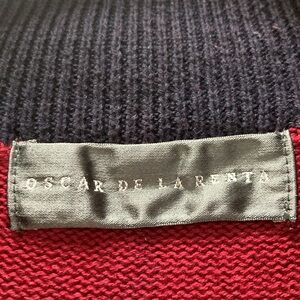 OSCAR DE LA RENTA